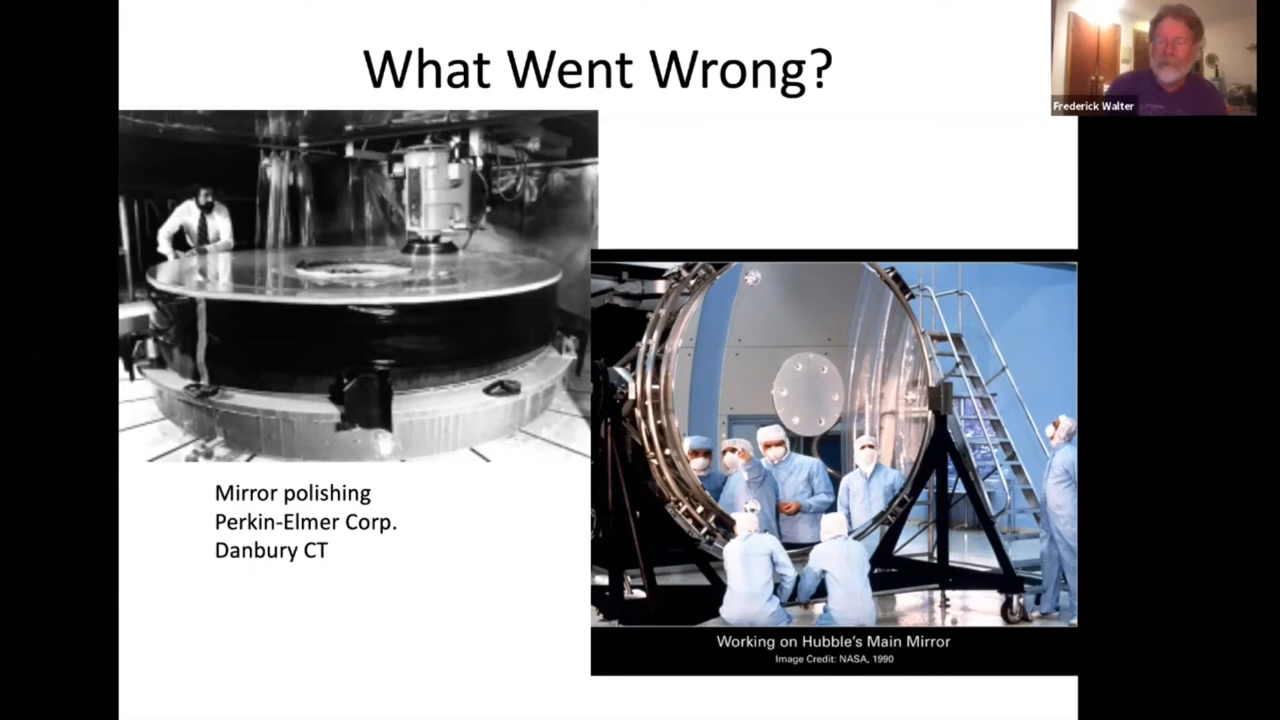 What Went Wrong?
Frederick Walter
Mirror polishing
Perkin-Elmer Corp.
Danbury CT
Working on Hubble's Main Mirror
Image Credit: NASA, 1990